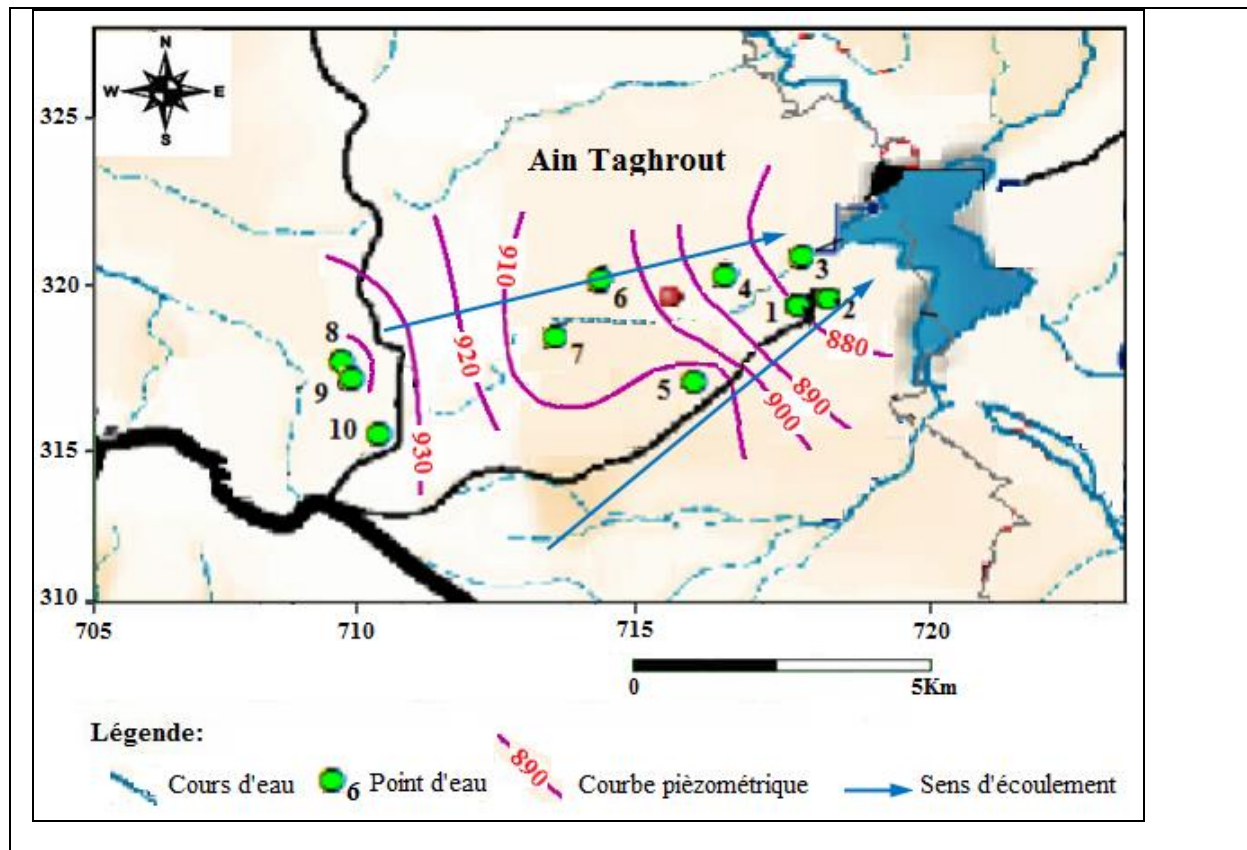 N
W E
S
325
320
315
310
705 710 715 720
Ain Taghrout
910
920
930
880
890
900
3
4
6
1 2
7
8
5
9
10
0 5Km
Légende:
890
Cours d'eau 6 Point d'eau Courbe pièzométrique Sens d'écoulement